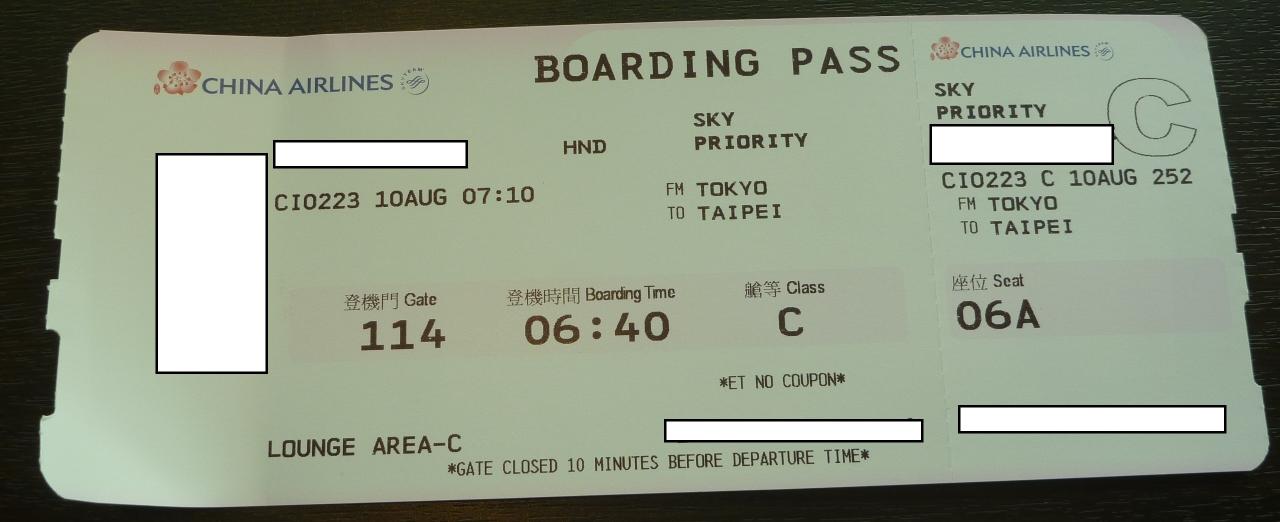 CHINA AIRLINES
BOARDING PASS
HND
SKY
PRIORITY
CI0223 10AUG 07:10
FM TOKYO
TO TAIPEI
登機門 Gate
114
登機時間 Boarding Time
06:40
艙等 Class
C
*ET NO COUPON*
LOUNGE AREA-C
*GATE CLOSED 10 MINUTES BEFORE DEPARTURE TIME*
CHINA AIRLINES
SKY
PRIORITY
C
CI0223 C 10AUG 252
FM TOKYO
TO TAIPEI
座位 Seat
06A